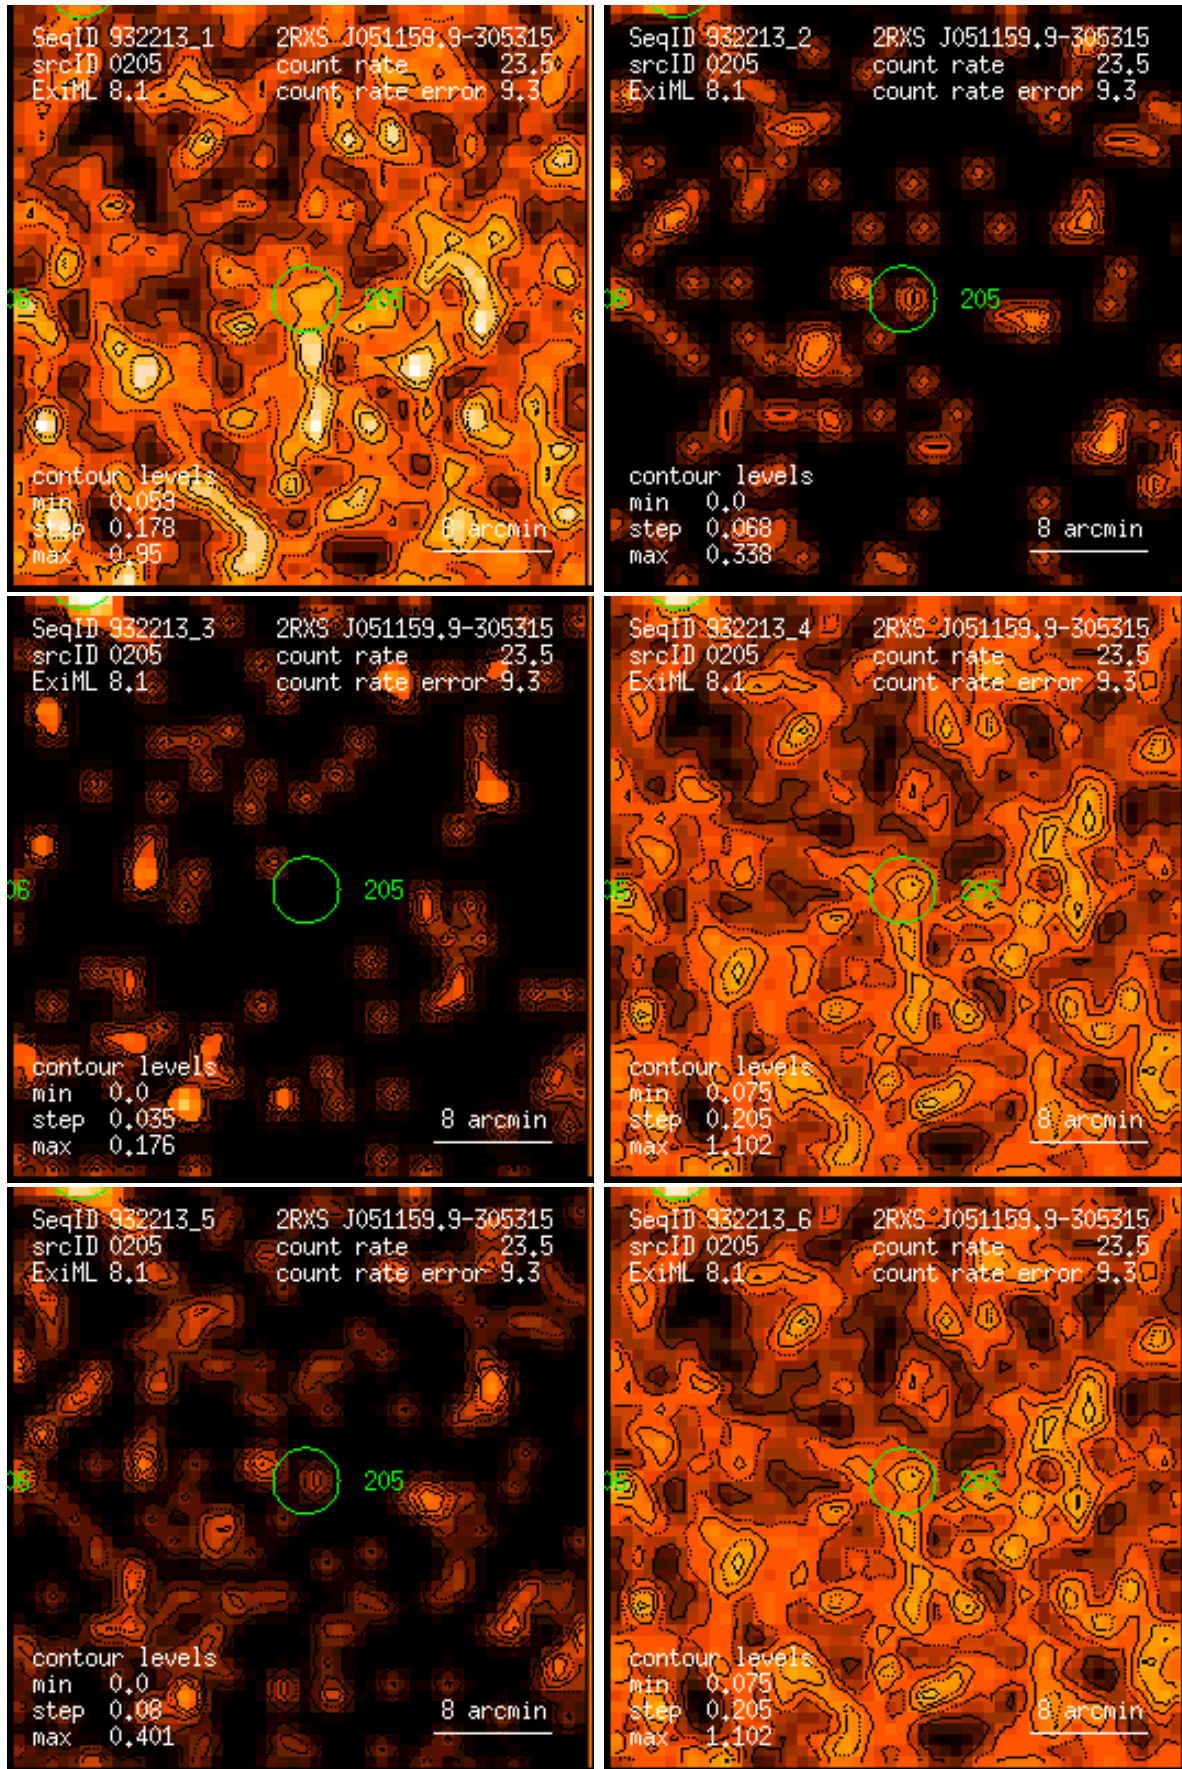 SeqID 932213_1 2RXS J051159.9-305315
srcID 0205 count rate 23.5
ExiML 8.1 count rate error 9.3
06 205
contour levels
min 0.059
step 0.178
max 0.95
8 arcmin
SeqID 932213_2 2RXS J051159.9-305315
srcID 0205 count rate 23.5
ExiML 8.1 count rate error 9.3
06 205
contour levels
min 0.0
step 0.068
max 0.338
8 arcmin
SeqID 932213_3 2RXS J051159.9-305315
srcID 0205 count rate 23.5
ExiML 8.1 count rate error 9.3
06 205
contour levels
min 0.0
step 0.035
max 0.176
8 arcmin
SeqID 932213_4 2RXS J051159.9-305315
srcID 0205 count rate 23.5
ExiML 8.1 count rate error 9.3
06 205
contour levels
min 0.075
step 0.205
max 1.102
8 arcmin
SeqID 932213_5 2RXS J051159.9-305315
srcID 0205 count rate 23.5
ExiML 8.1 count rate error 9.3
06 205
contour levels
min 0.0
step 0.08
max 0.401
8 arcmin
SeqID 932213_6 2RXS J051159.9-305315
srcID 0205 count rate 23.5
ExiML 8.1 count rate error 9.3
06 205
contour levels
min 0.075
step 0.205
max 1.102
8 arcmin